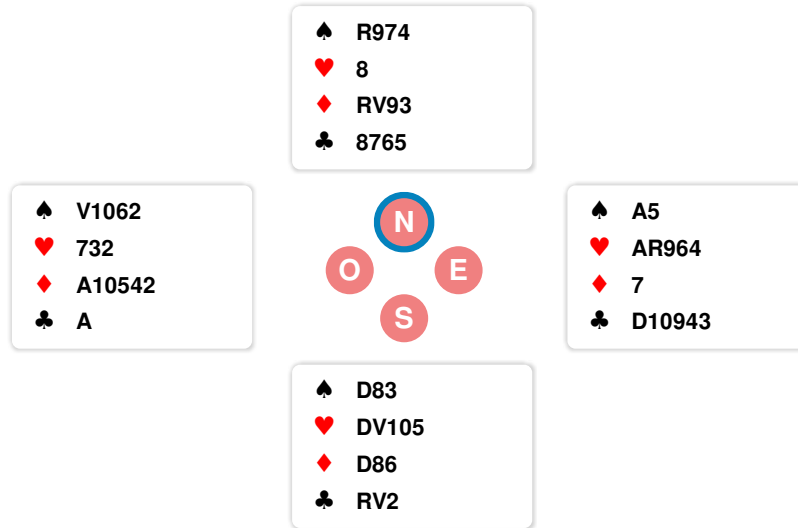 ♠ R974
♥ 8
♦ RV93
♣ 8765
♠ V1062
♥ 732
♦ A10542
♣ A
N
O
E
S
♠ A5
♥ AR964
♦ 7
♣ D10943
♠ D83
♥ DV105
♦ D86
♣ RV2